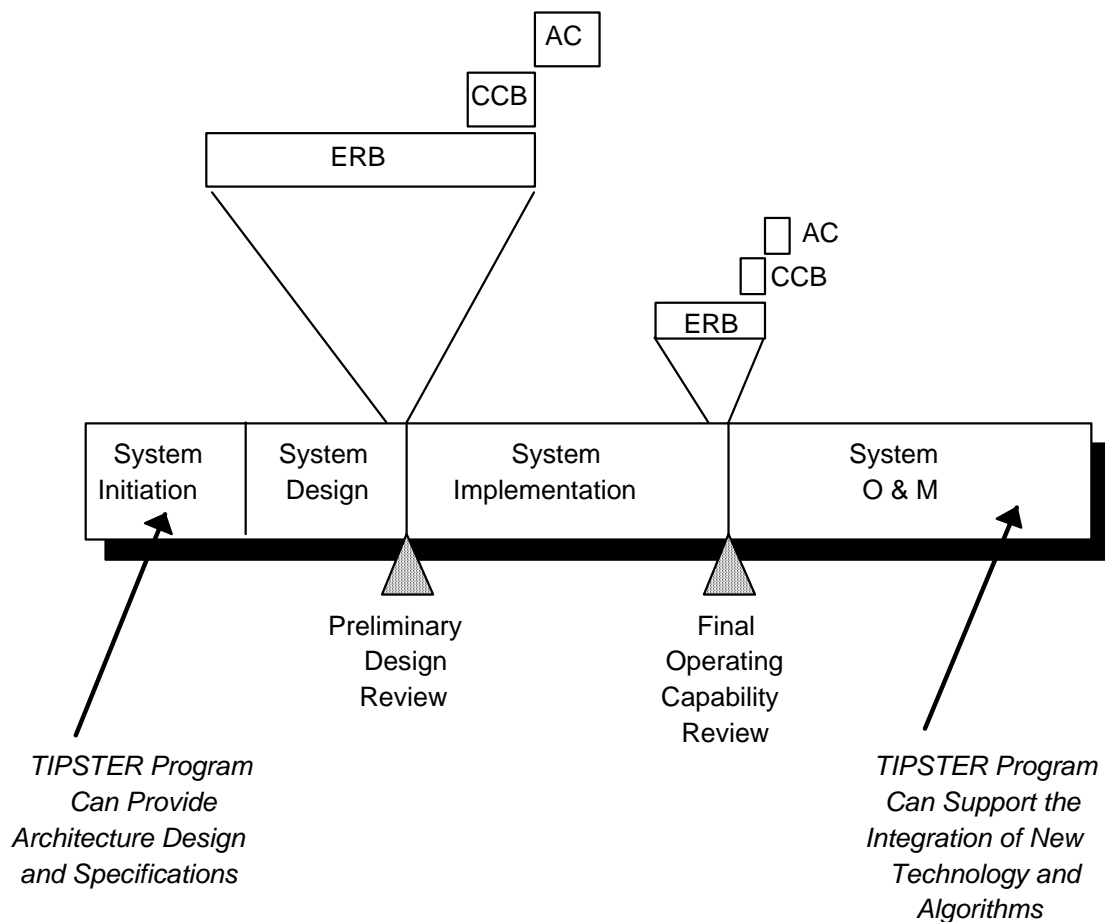 AC
CCB
ERB
AC
CCB
ERB
System
Initiation
System
Design
System
Implementation
System
O & M
Preliminary
Design
Review
Final
Operating
Capability
Review
TIPSTER Program
Can Provide
Architecture Design
and Specifications
TIPSTER Program
Can Support the
Integration of New
Technology and
Algorithms